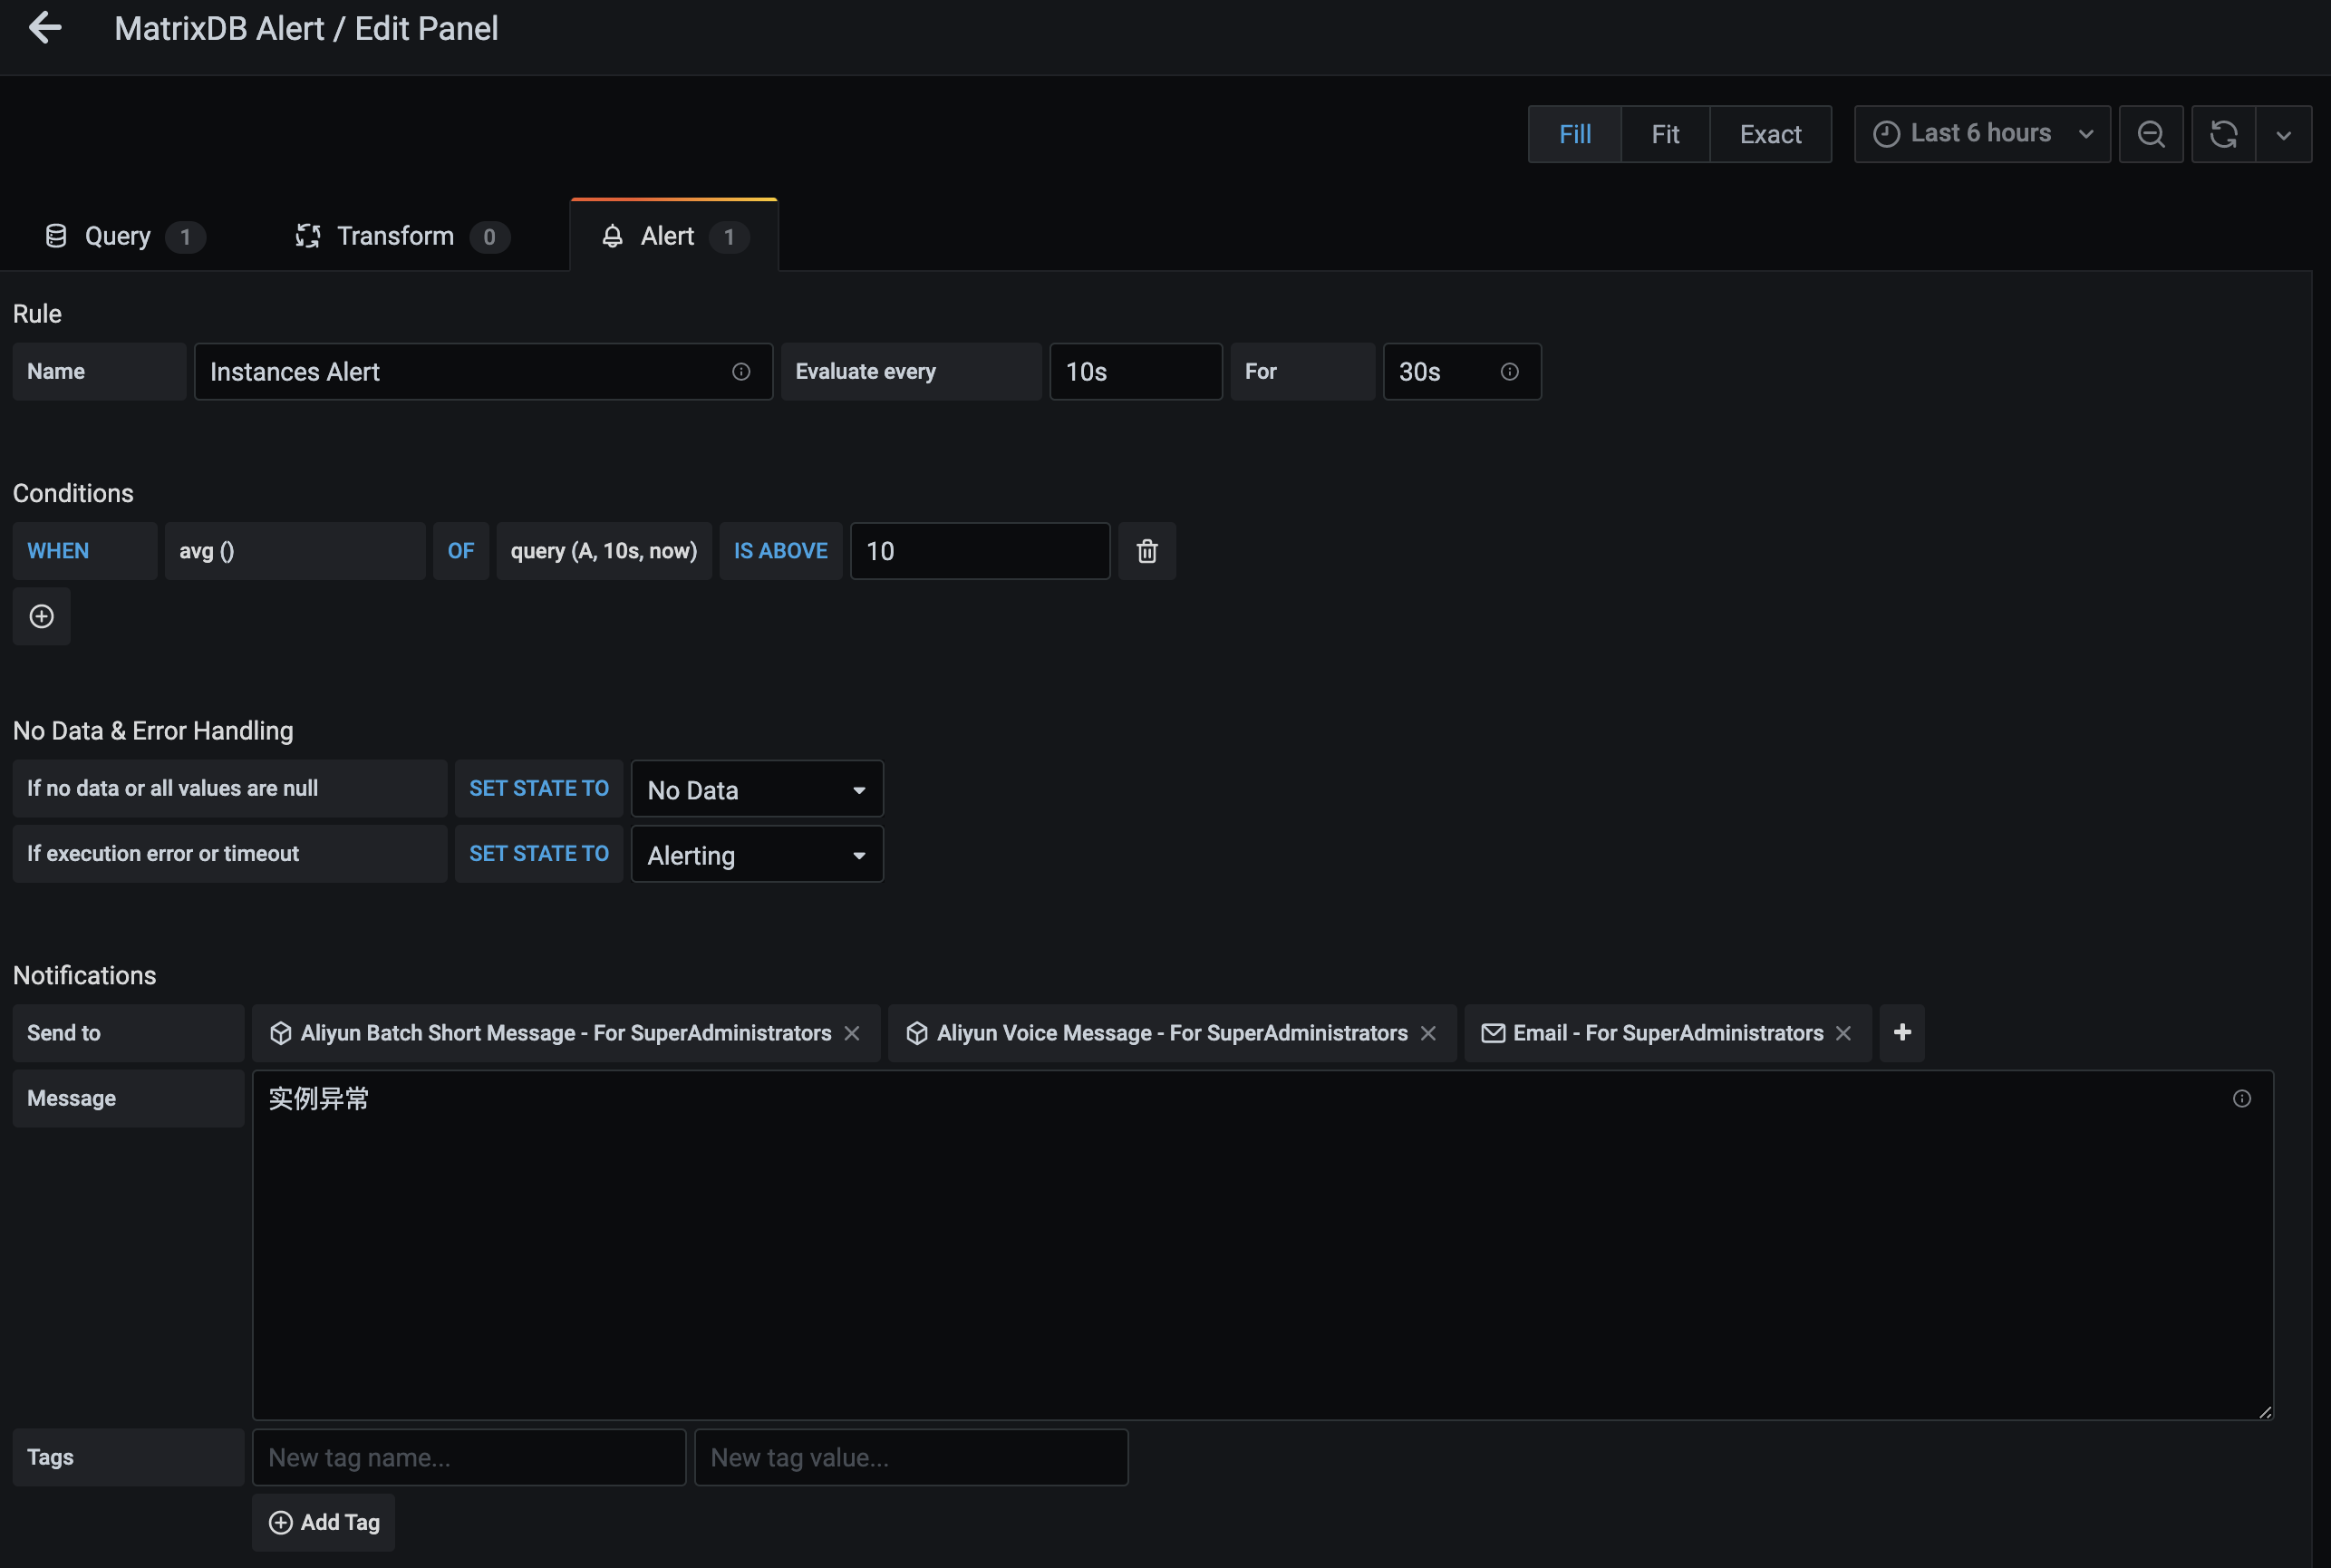 MatrixDB Alert / Edit Panel
Fill Fit Exact Last 6 hours
Query 1 Transform 0 Alert 1
Rule
Name Instances Alert Evaluate every 10s For 30s
Conditions
WHEN avg () OF query (A, 10s, now) IS ABOVE 10
No Data & Error Handling
If no data or all values are null SET STATE TO No Data
If execution error or timeout SET STATE TO Alerting
Notifications
Send to Aliyun Batch Short Message - For SuperAdministrators Aliyun Voice Message - For SuperAdministrators Email - For SuperAdministrators
Message 实例异常
Tags New tag name... New tag value...
Add Tag